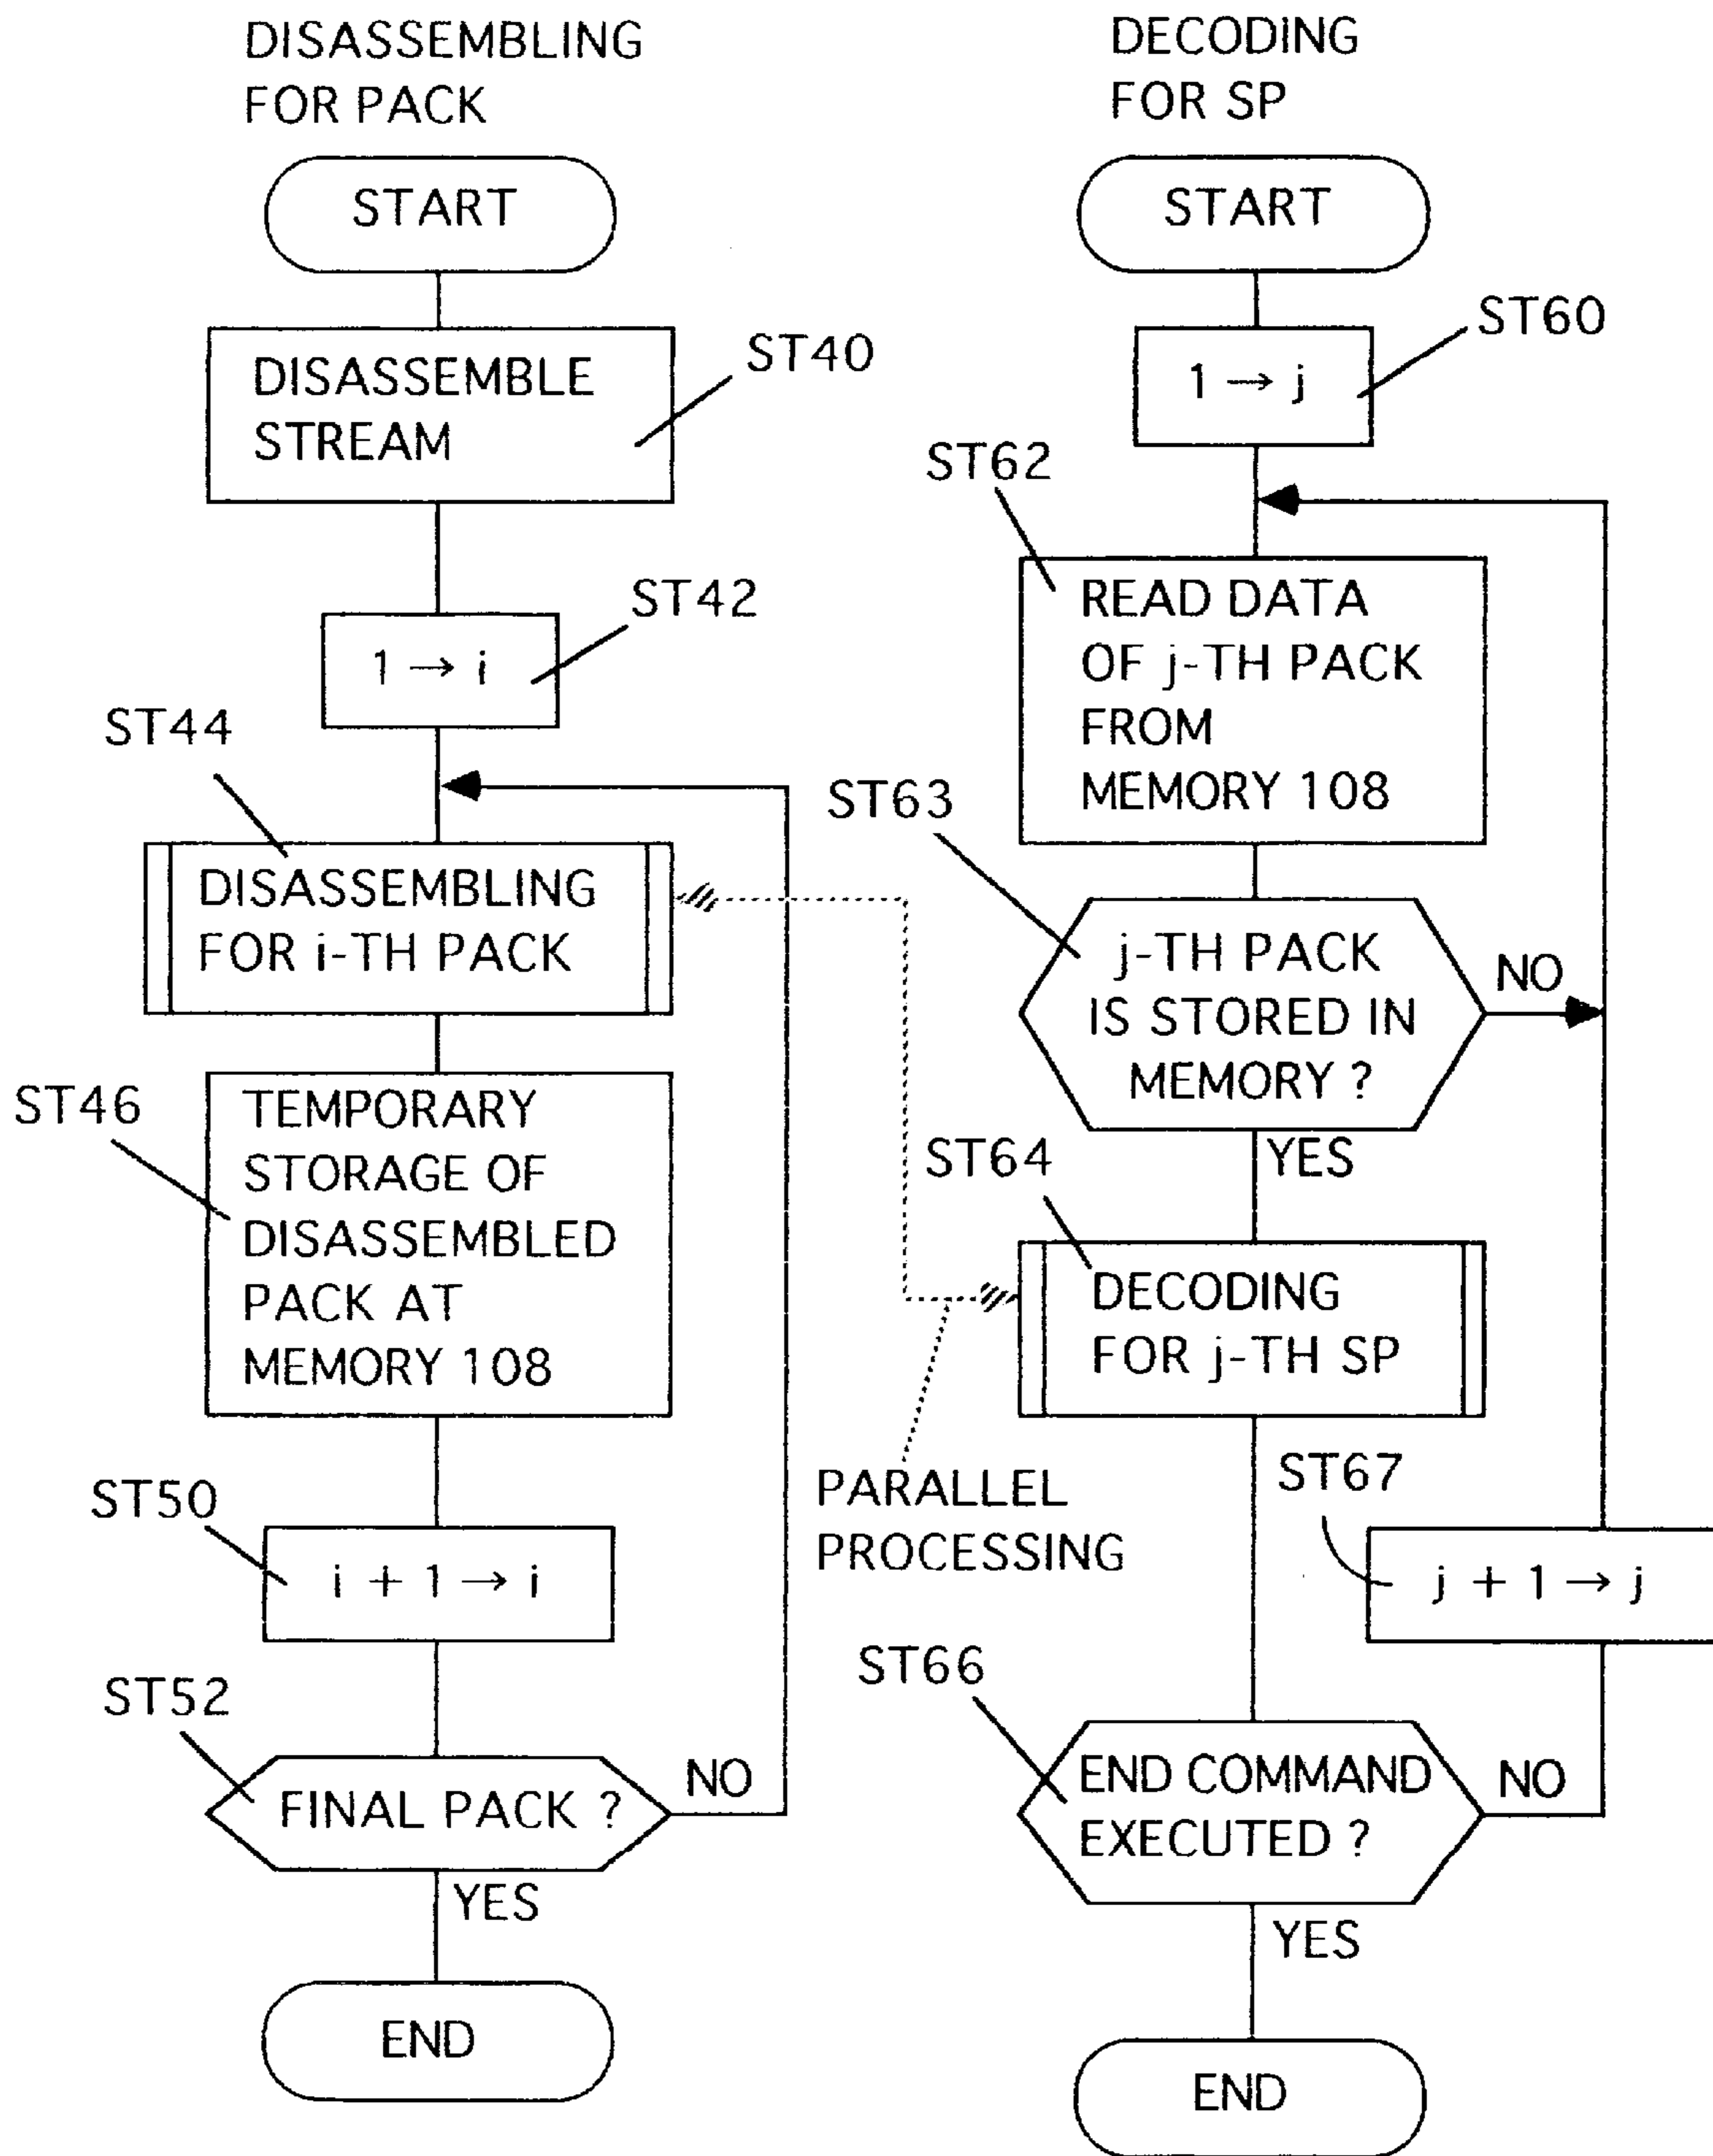 DISASSEMBLING
FOR PACK
START
DISASSEMBLE
STREAM
ST40
1 → i
ST42
ST44
DISASSEMBLING
FOR i-TH PACK
ST46
TEMPORARY
STORAGE OF
DISASSEMBLED
PACK AT
MEMORY 108
ST50
i + 1 → i
ST52
FINAL PACK ?
NO
YES
END
DECODING
FOR SP
START
ST60
1 → j
ST62
READ DATA
OF j-TH PACK
FROM
MEMORY 108
ST63
j-TH PACK
IS STORED IN
MEMORY ?
NO
YES
ST64
DECODING
FOR j-TH SP
PARALLEL
PROCESSING
ST67
j + 1 → j
ST66
END COMMAND
EXECUTED ?
NO
YES
END